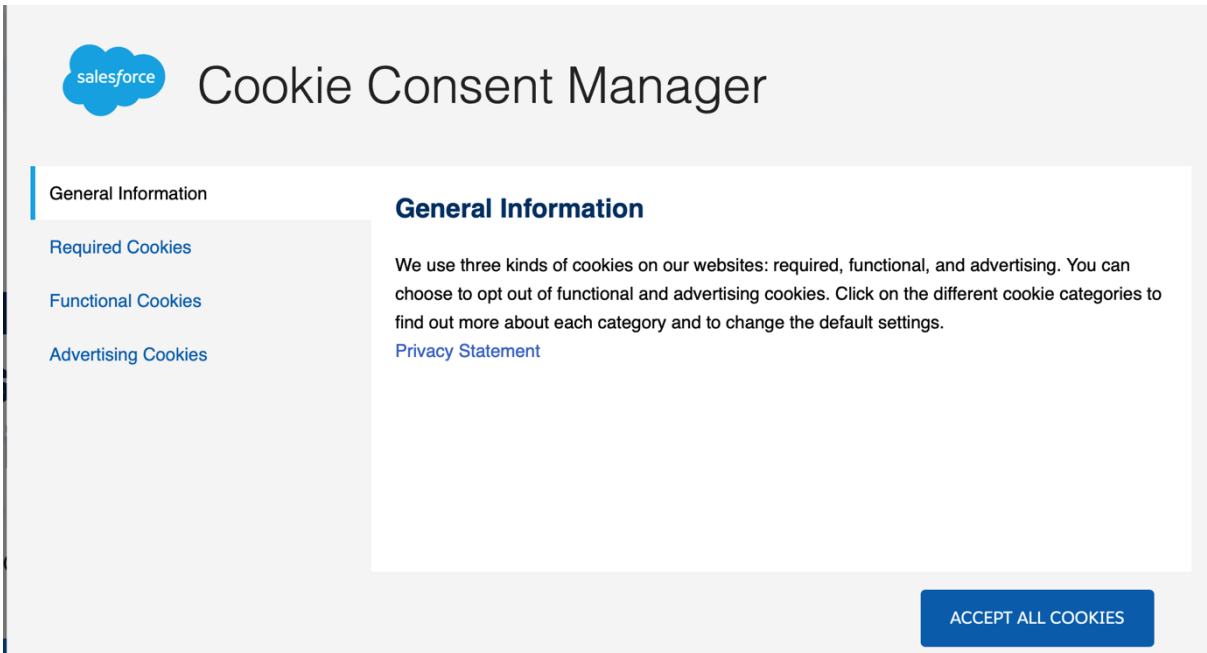 salesforce
Cookie Consent Manager
General Information
Required Cookies
Functional Cookies
Advertising Cookies
General Information
We use three kinds of cookies on our websites: required, functional, and advertising. You can
choose to opt out of functional and advertising cookies. Click on the different cookie categories to
find out more about each category and to change the default settings.
Privacy Statement
ACCEPT ALL COOKIES